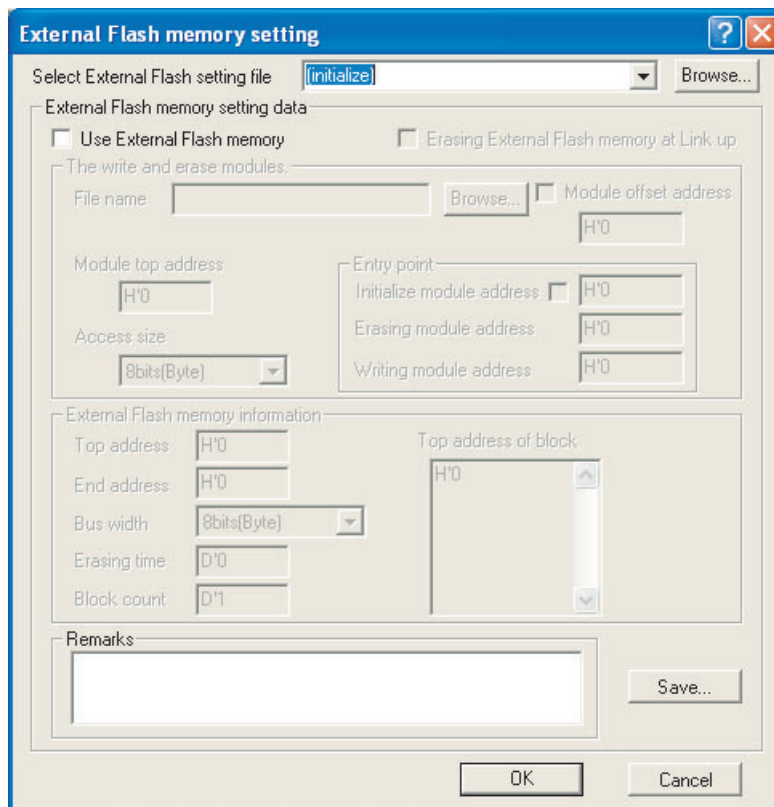 External Flash memory setting
Select External Flash setting file (initialize) Browse...
External Flash memory setting data
Use External Flash memory Erasing External Flash memory at Link up
The write and erase modules.
File name Browse... Module offset address
H'0
Module top address Entry point
H'0 Initialize module address H'0
Access size Erasing module address H'0
8bits(Byte) Writing module address H'0
External Flash memory information
Top address H'0 Top address of block
End address H'0 H'0
Bus width 8bits(Byte)
Erasing time D'0
Block count D'1
Remarks
Save...
OK Cancel